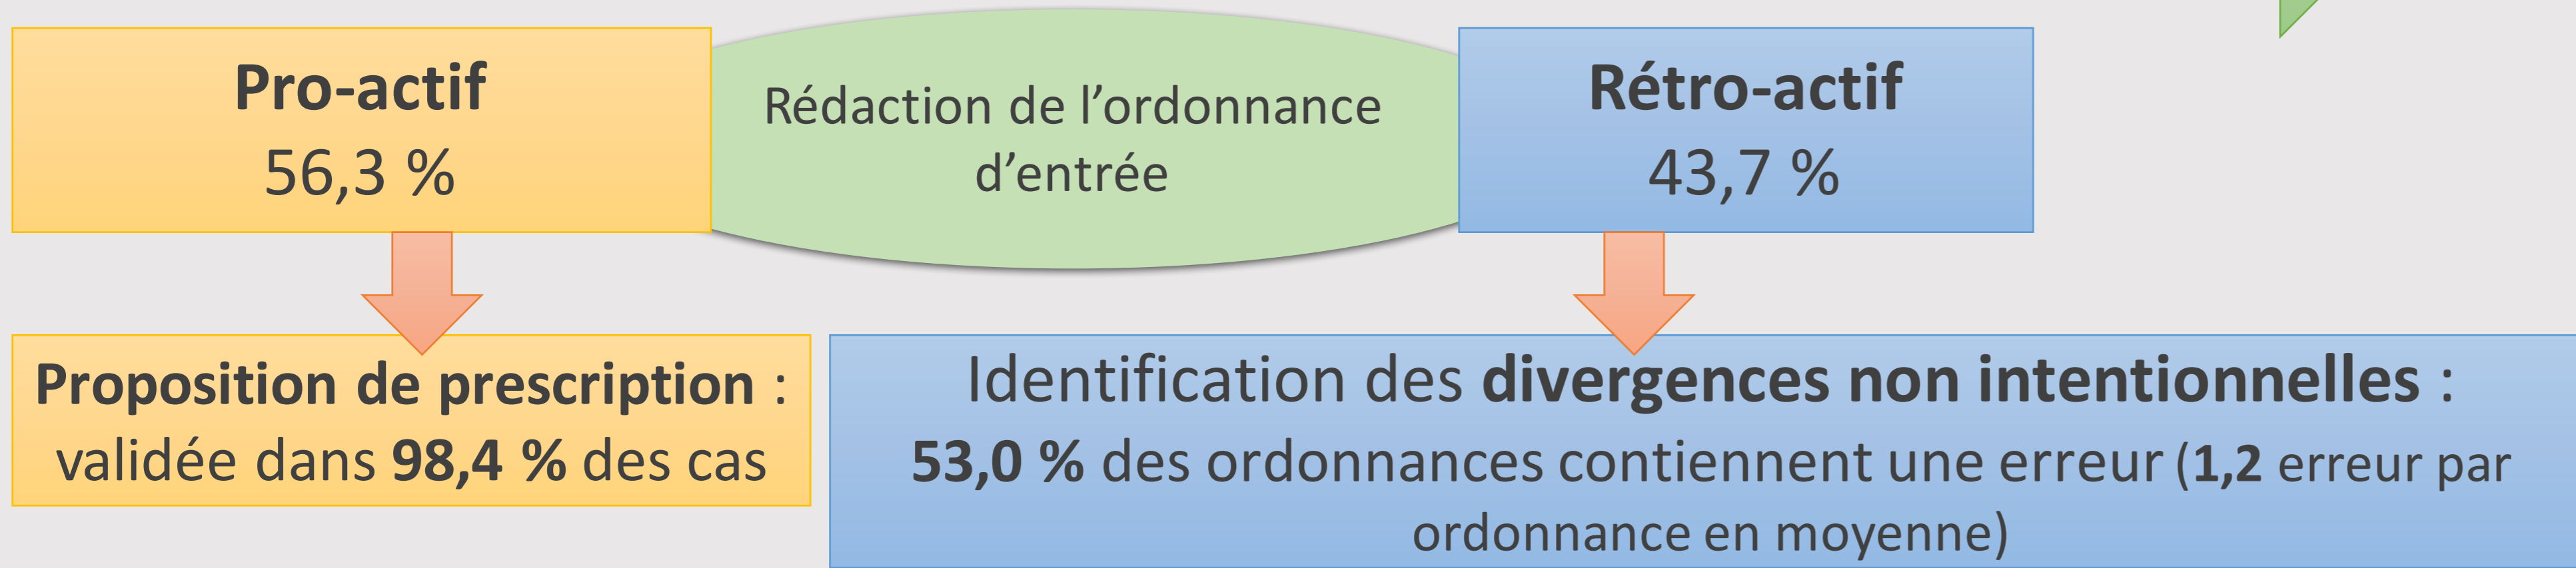 Pro-actif
56,3 %
Rédaction de l’ordonnance
d’entrée
Rétro-actif
43,7 %
Proposition de prescription :
validée dans 98,4 % des cas
Identification des divergences non intentionnelles :
53,0 % des ordonnances contiennent une erreur (1,2 erreur par
ordonnance en moyenne)